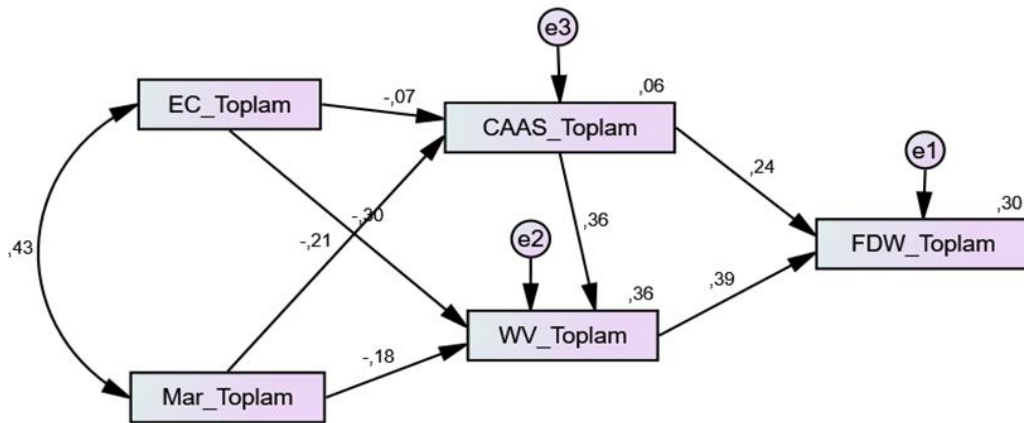 e3
EC_Toplam
-,07
,06
CAAS_Toplam
e1
,24
,30
-,30
-,21
,36
FDW_Toplam
,43
e2
,39
,36
WV_Toplam
-,18
Mar_Toplam